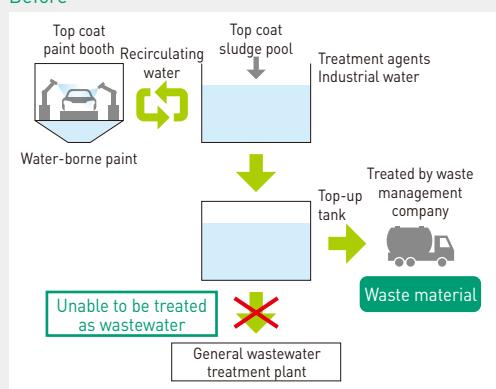 Before
Top coat
paint booth
Recirculating
water
Top coat
sludge pool
Treatment agents
Industrial water
Water-borne paint
Top-up
tank
Treated by waste
management
company
Waste material
Unable to be treated
as wastewater
General wastewater
treatment plant